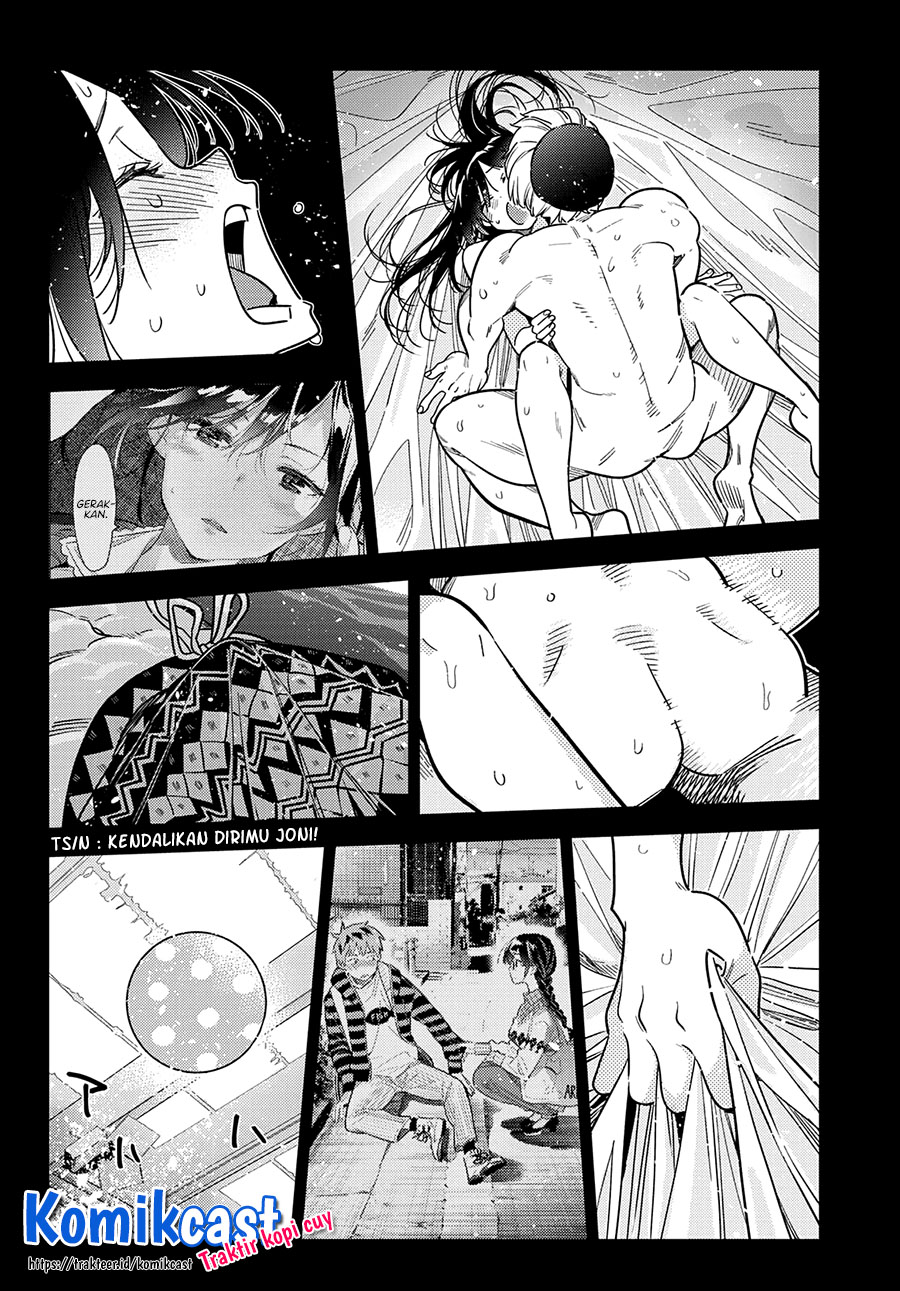 GERAK-
KAN.
TS/N : KENDALIKAN DIRIMU JONI!
アハハ
Komikcast
Traktir kopi cuy
https://trakteer.id/komikcast